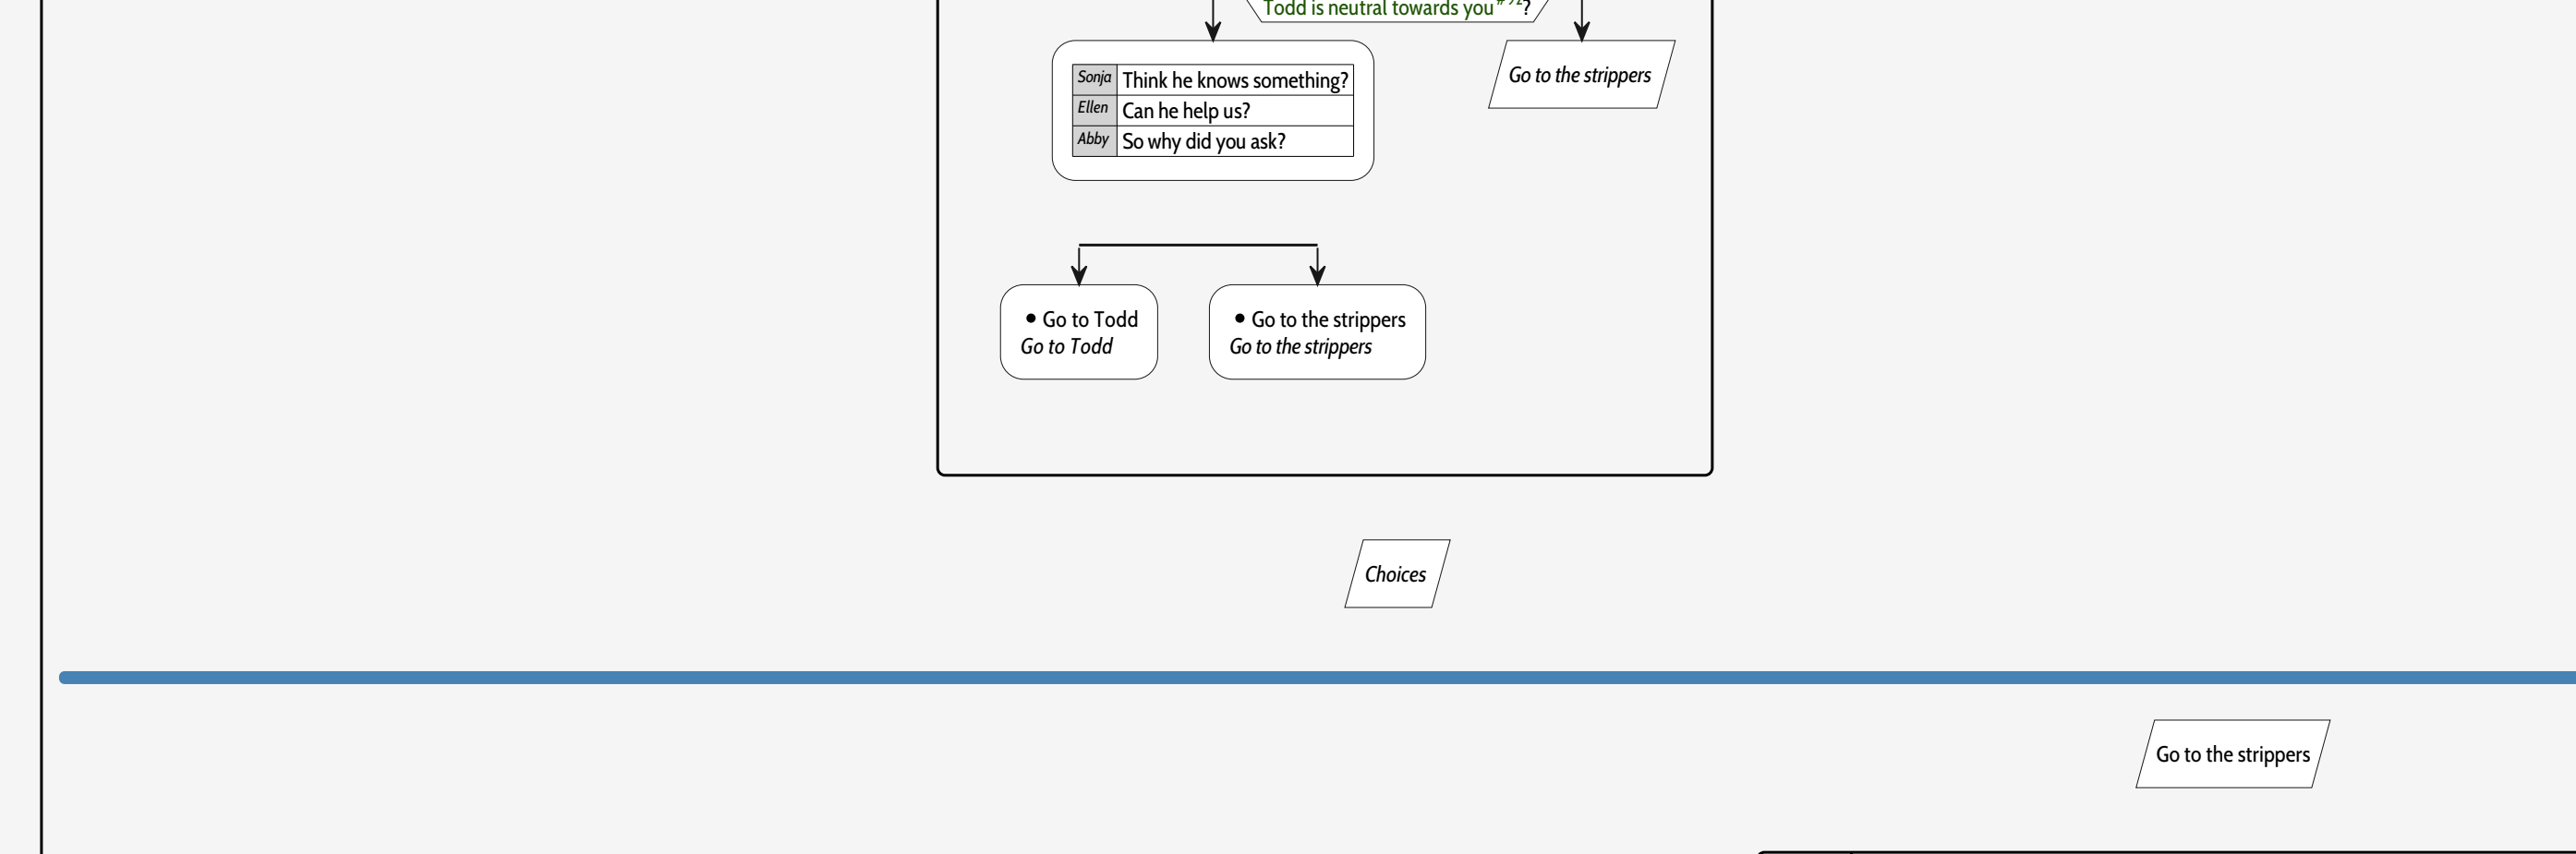 Todd is neutral towards you ?
Go to the strippers
Sonja Think he knows something?
Ellen Can he help us?
Abby So why did you ask?
• Go to Todd
Go to Todd
• Go to the strippers
Go to the strippers
Choices
Go to the strippers